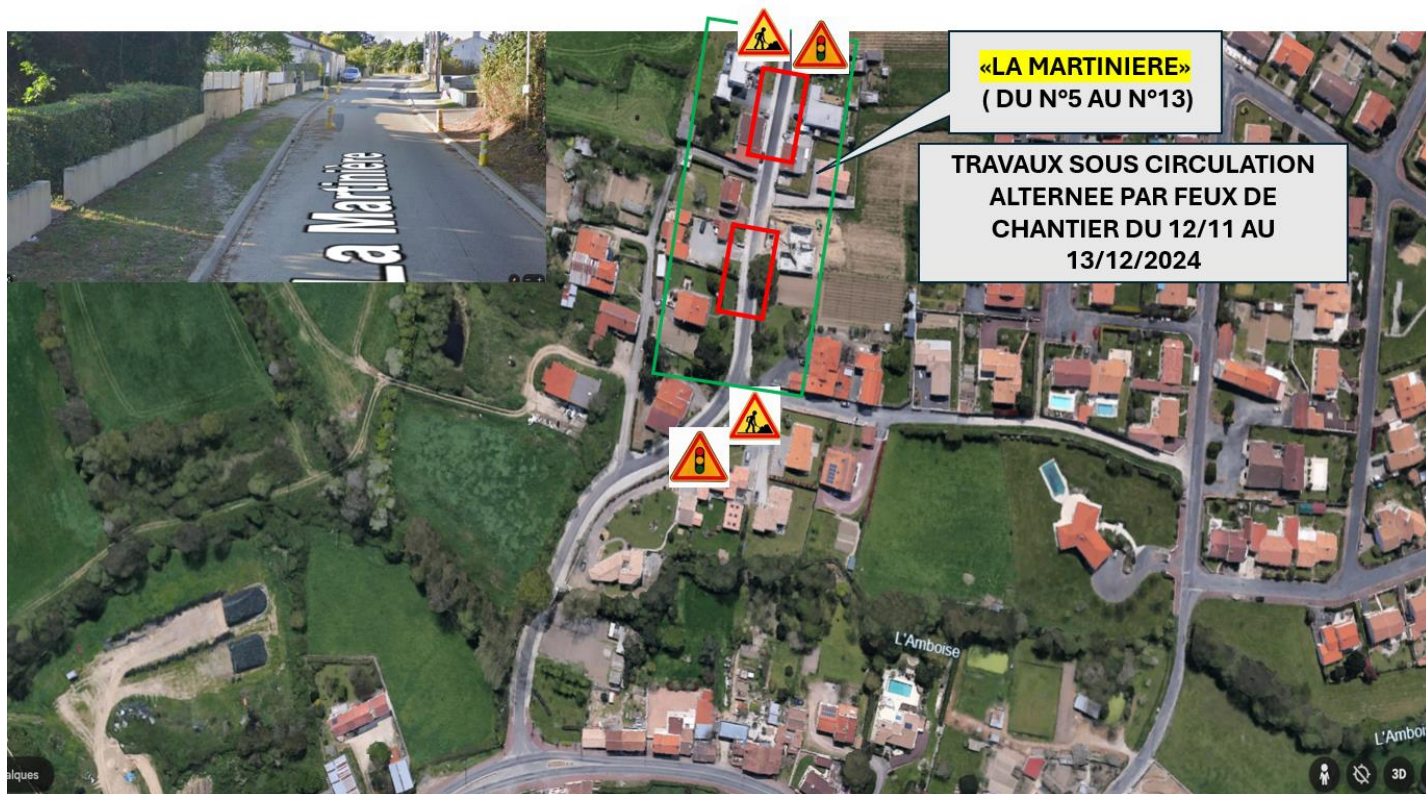 «LA MARTINIERE»
( DU N°5 AU N°13)
TRAVAUX SOUS CIRCULATION
ALTERNEE PAR FEUX DE
CHANTIER DU 12/11 AU
13/12/2024
La Martinière
L'Amboise
L'Amboi
alques
3D